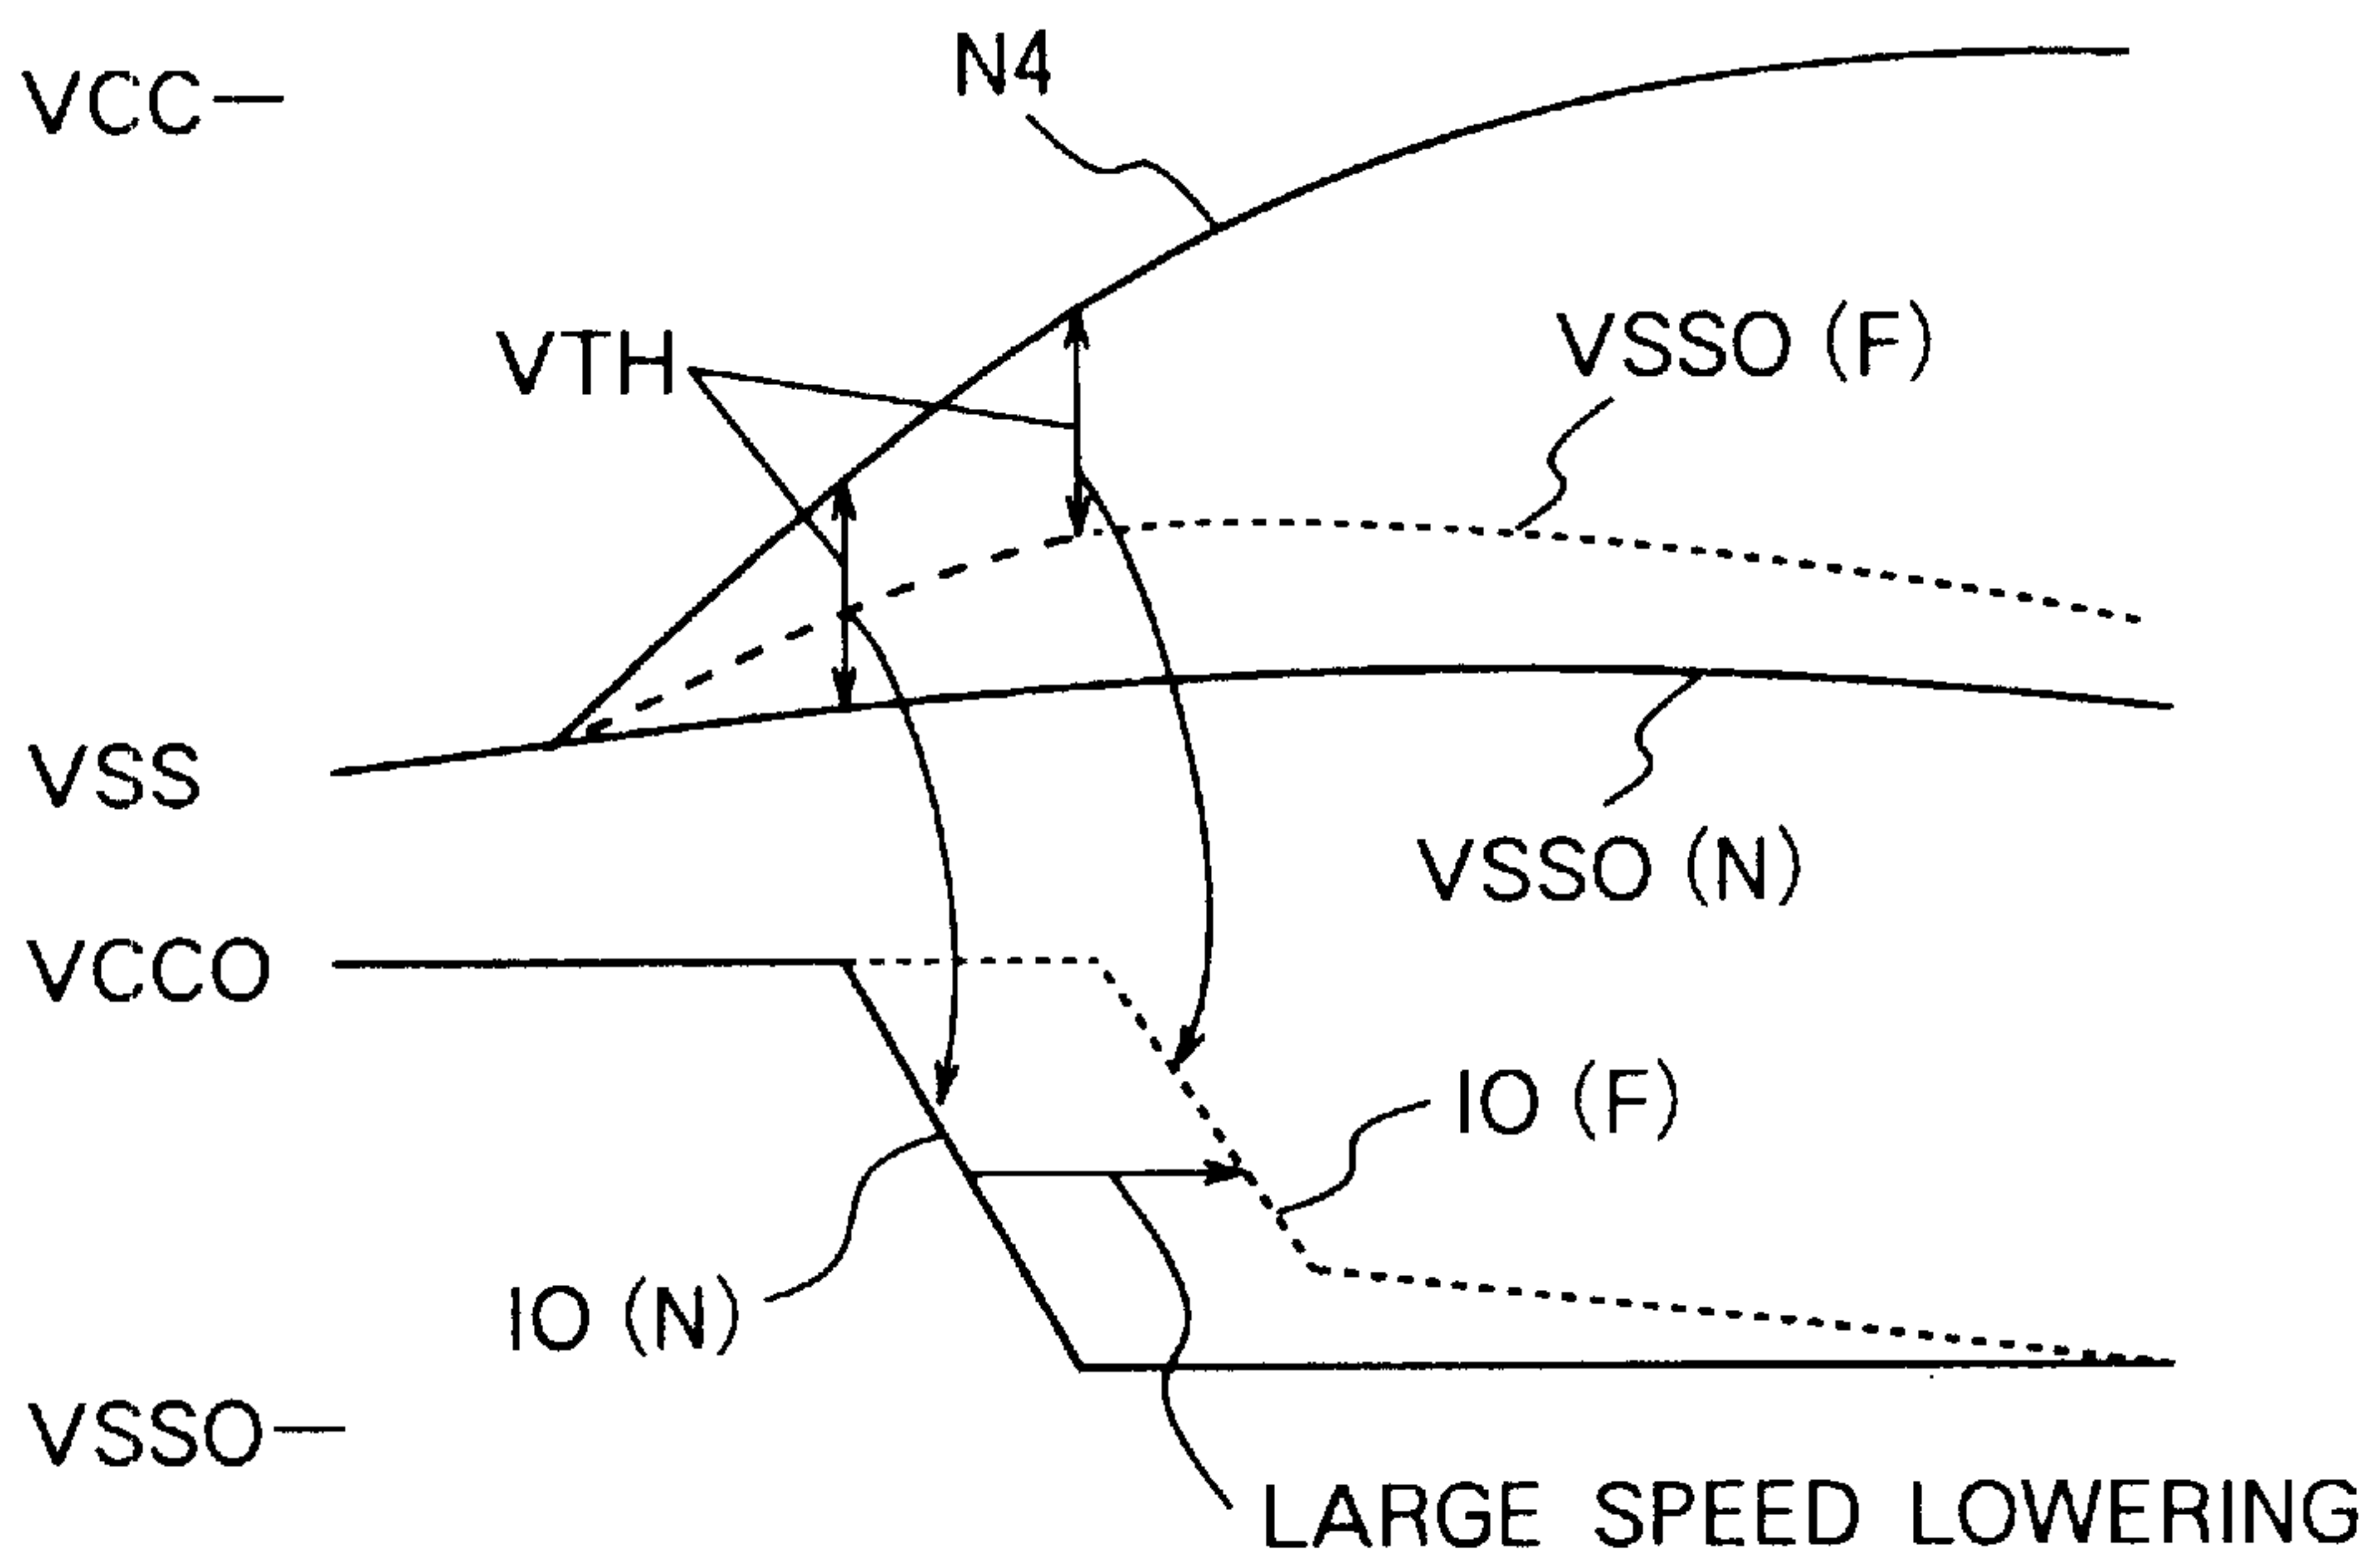 N4
VCC
VSSO (F)
VTH
VSS
VSSO (N)
VCCO
IO (F)
IO (N)
VSSO
LARGE SPEED LOWERING